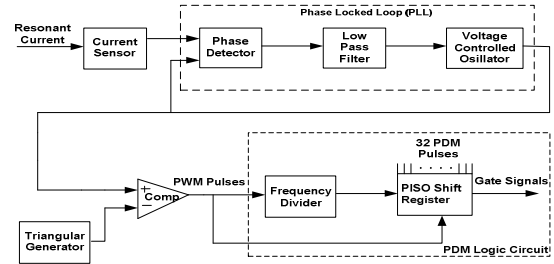 Phase Locked Loop (PLL)
Resonant
Current
Current
Sensor
Phase
Detector
Low
Pass
Filter
Voltage
Controlled
Osillator
32 PDM
Pulses
PWM Pulses
+
−
Comp
Frequency
Divider
PISO Shift
Register
Gate Signals
Triangular
Generator
PDM Logic Circuit